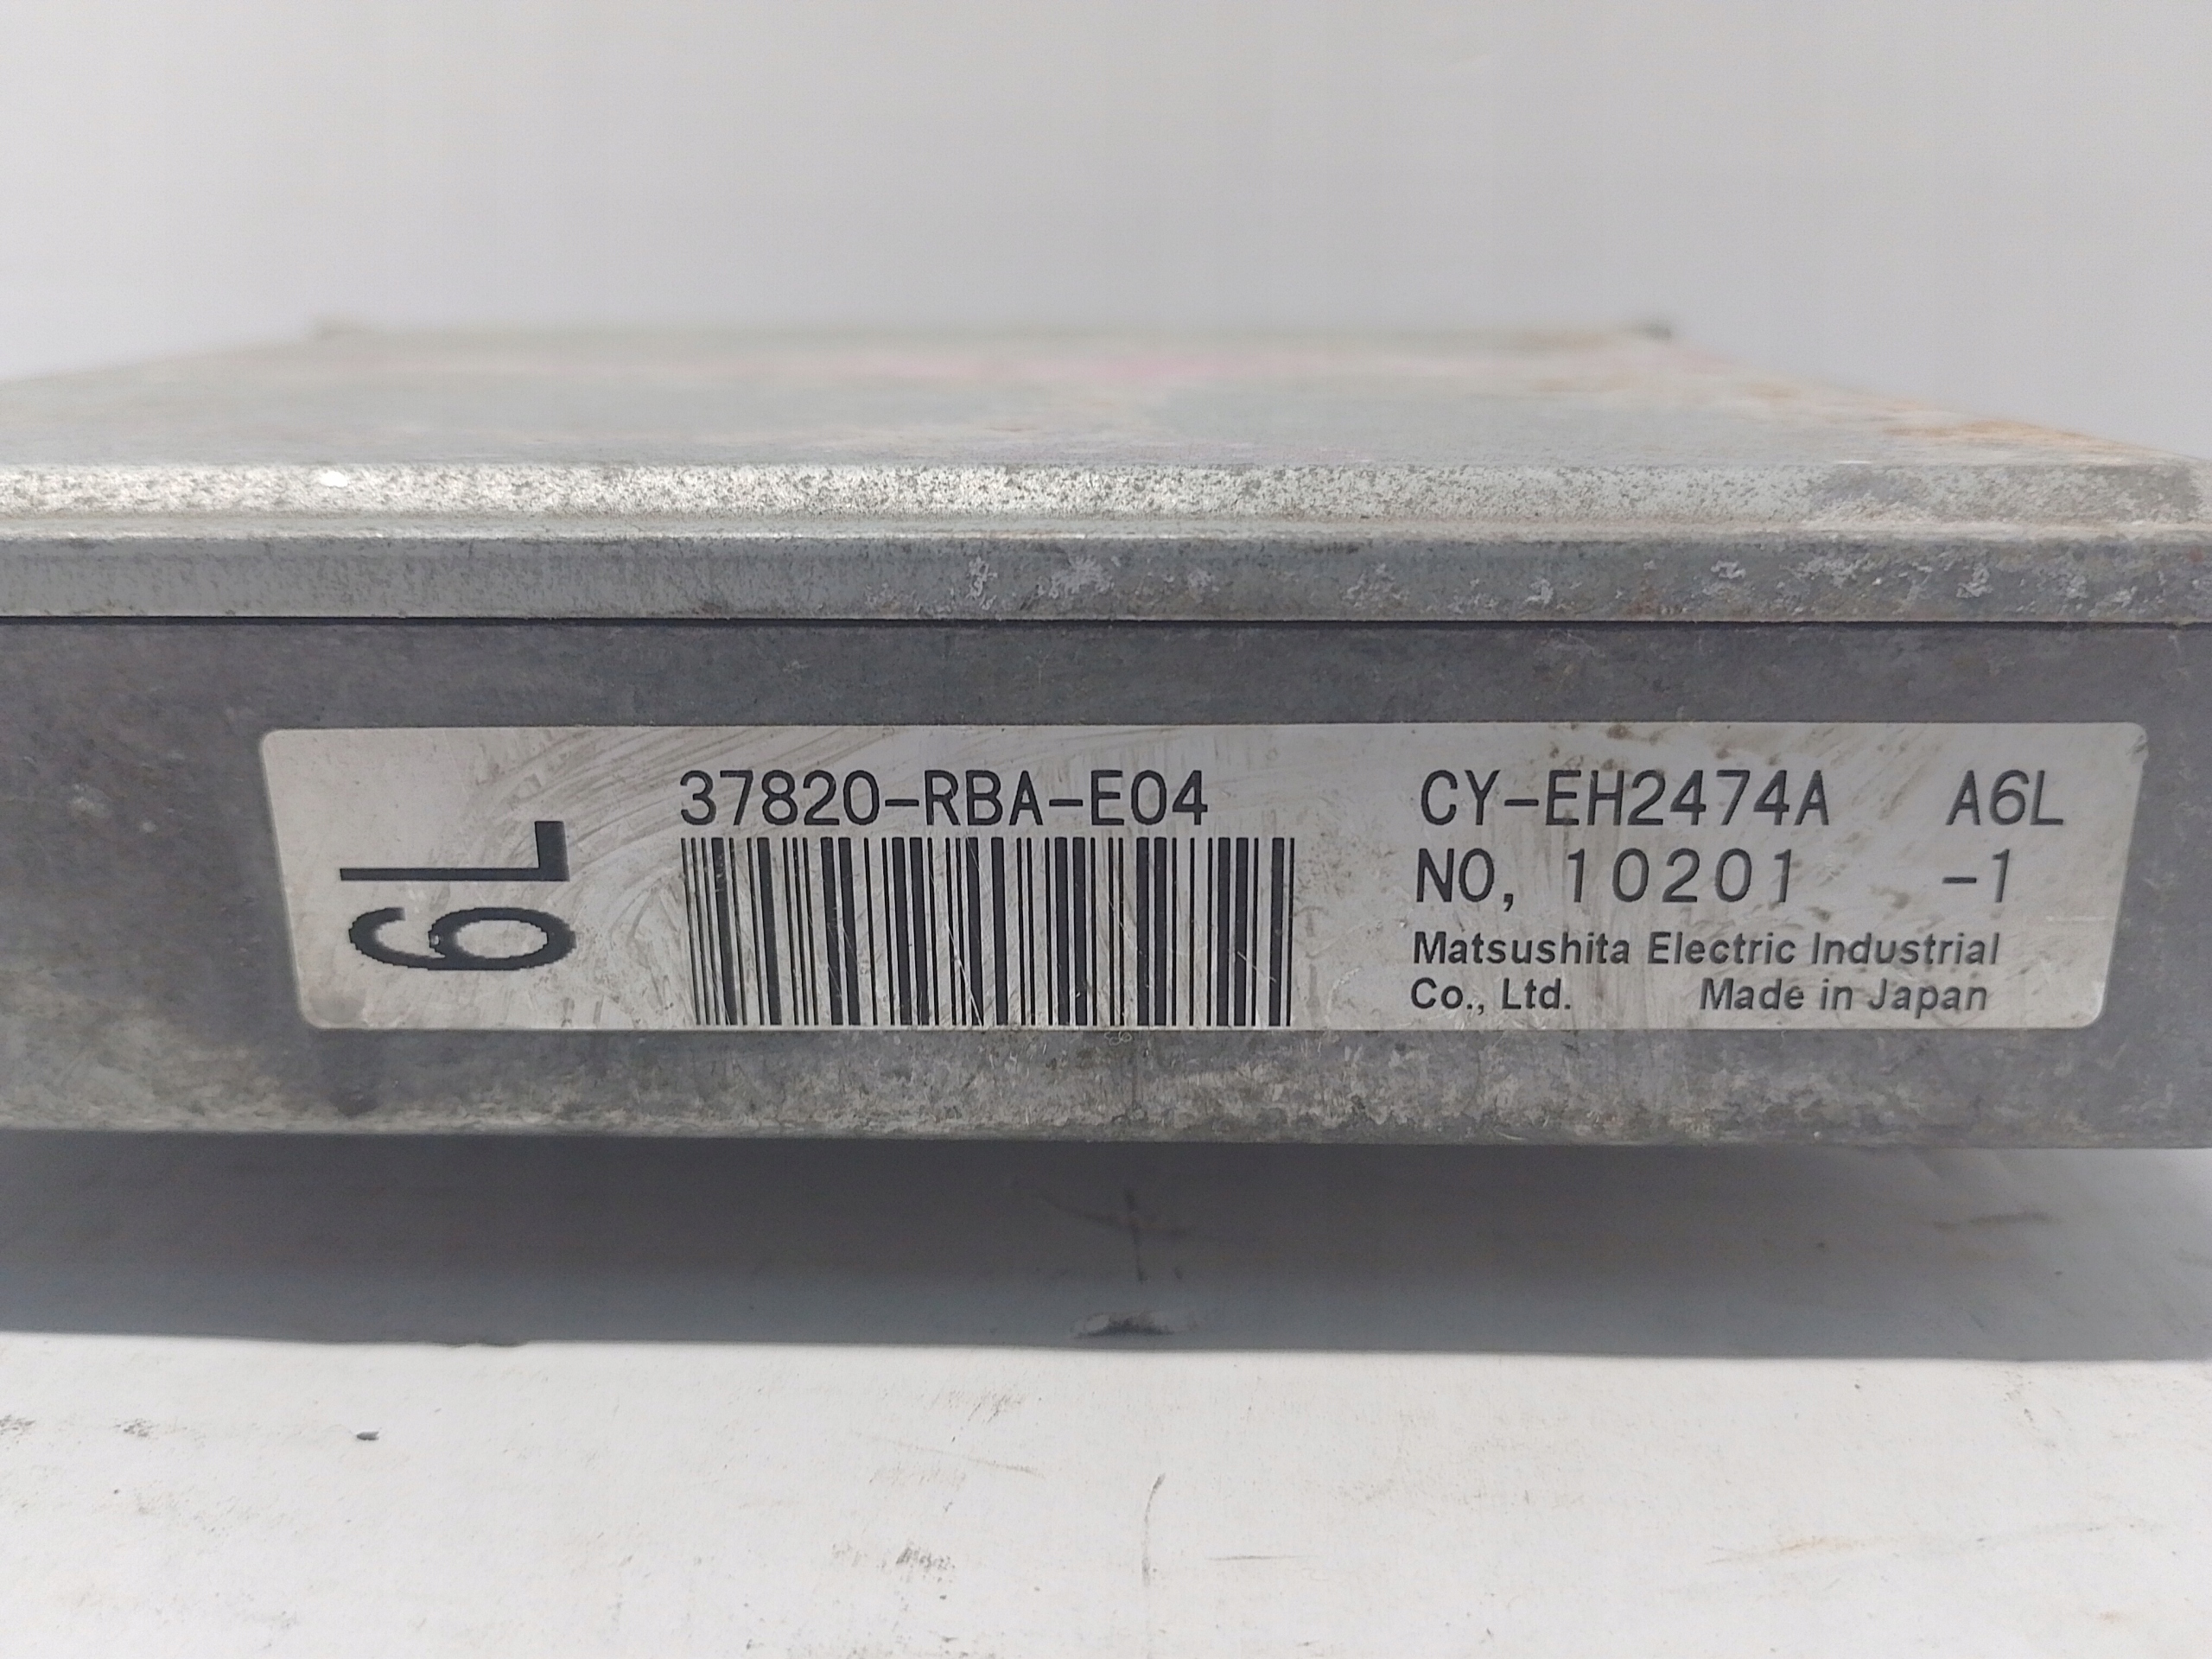 6L
37820-RBA-E04
CY-EH2474A A6L
NO, 10201 -1
Matsushita Electric Industrial
Co., Ltd. Made in Japan